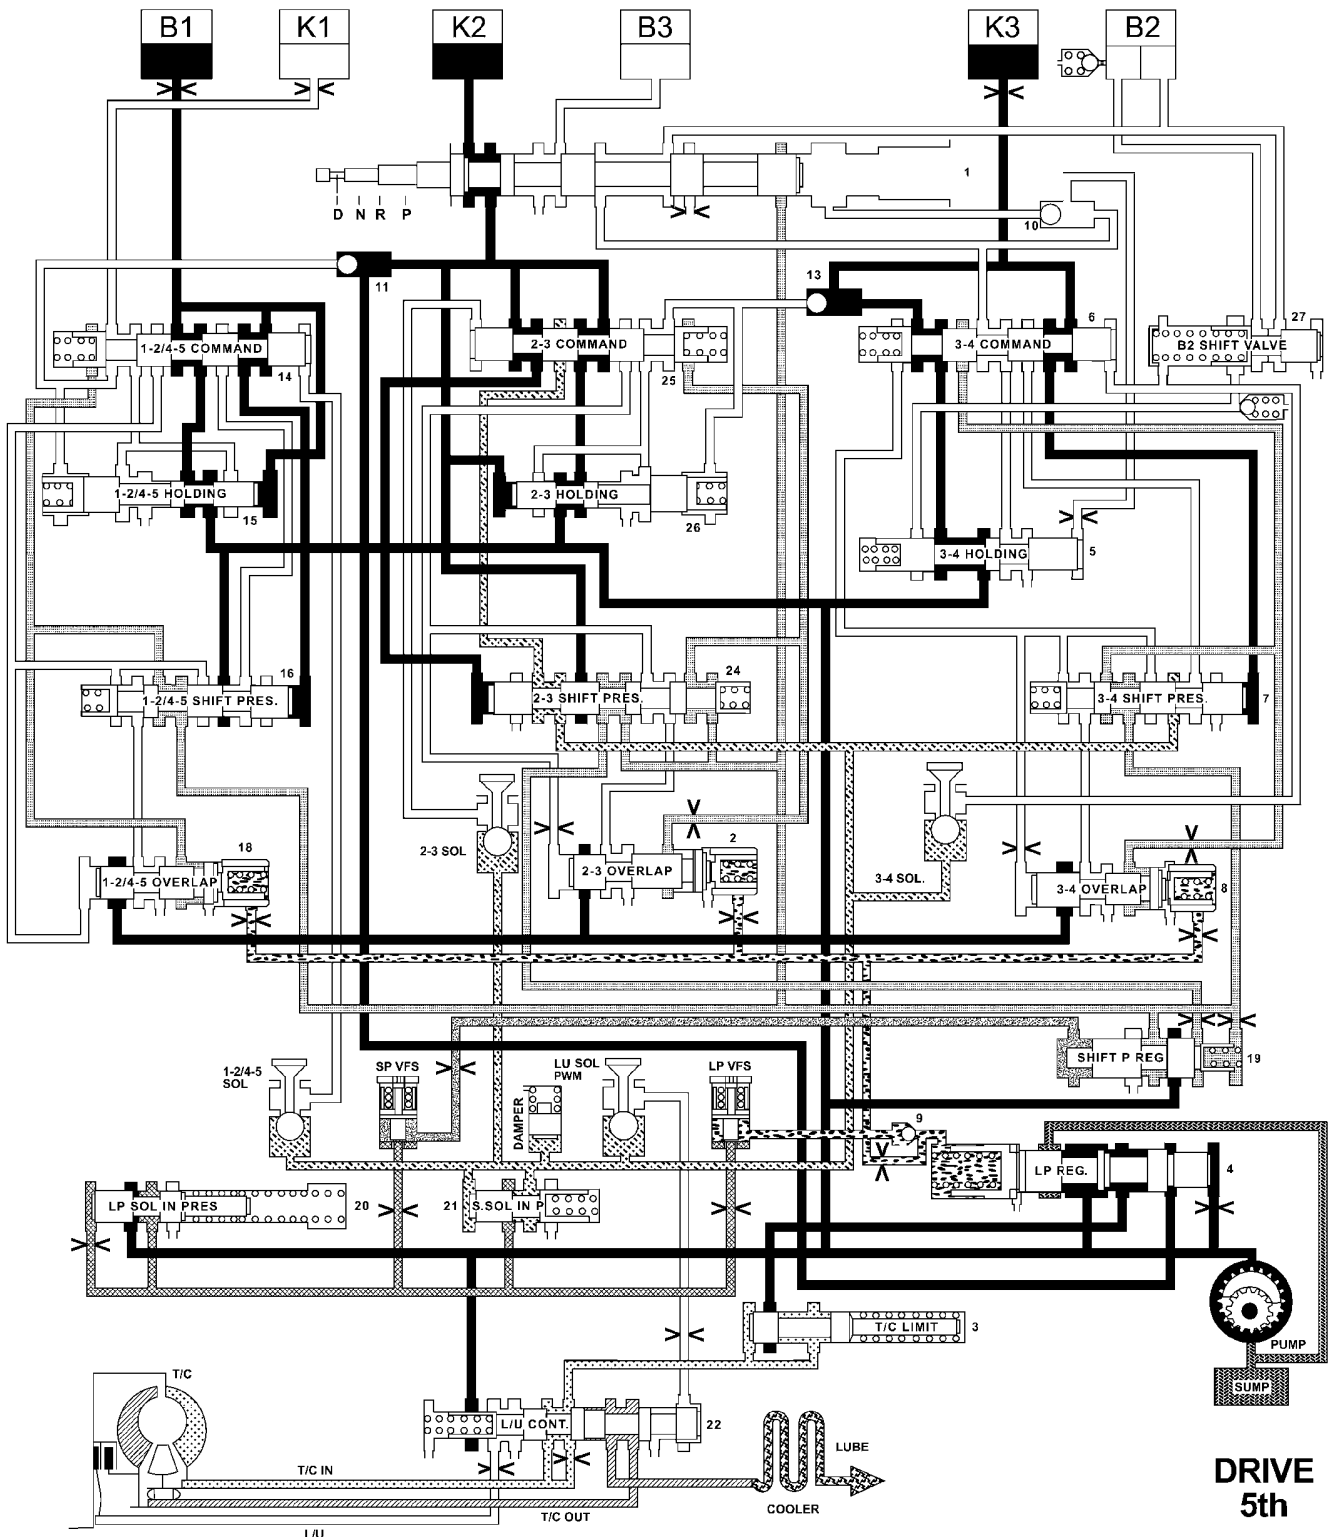 B1
K1
K2
B3
K3
B2
1
D N R P
10
11
13
6
27
1-2/4-5 COMMAND
14
2-3 COMMAND
25
3-4 COMMAND
B2 SHIFT VALVE
1-2/4-5 HOLDING
15
2-3 HOLDING
26
3-4 HOLDING
5
16
1-2/4-5 SHIFT PRES.
24
2-3 SHIFT PRES.
3-4 SHIFT PRES.
7
18
1-2/4-5 OVERLAP
2-3 SOL
2
2-3 OVERLAP
3-4 SOL.
3-4 OVERLAP
8
1-2/4-5
SOL
SP VFS
LU SOL
PWM
LP VFS
SHIFT P REG
19
DAMPER
9
LP REG.
4
LP SOL IN PRES
20
21
S.SOL IN P
T/C LIMIT
3
PUMP
SUMP
T/C
L/U CONT.
22
T/C IN
LUBE
COOLER
T/C OUT
L/U
DRIVE
5th